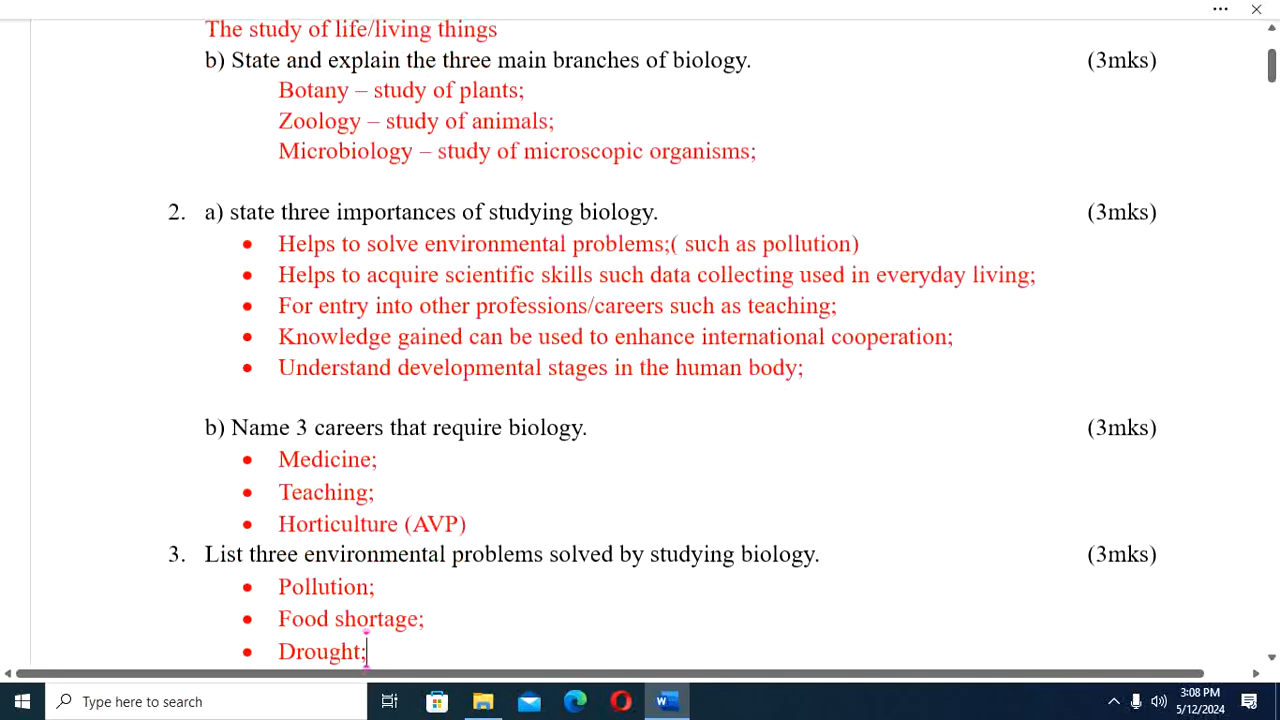 The study of life/living things
b) State and explain the three main branches of biology. (3mks)
Botany – study of plants;
Zoology – study of animals;
Microbiology – study of microscopic organisms;
2. a) state three importances of studying biology. (3mks)
• Helps to solve environmental problems;( such as pollution)
• Helps to acquire scientific skills such data collecting used in everyday living;
• For entry into other professions/careers such as teaching;
• Knowledge gained can be used to enhance international cooperation;
• Understand developmental stages in the human body;
b) Name 3 careers that require biology. (3mks)
• Medicine;
• Teaching;
• Horticulture (AVP)
3. List three environmental problems solved by studying biology. (3mks)
• Pollution;
• Food shortage;
• Drought;
Type here to search
3:08 PM
5/12/2024